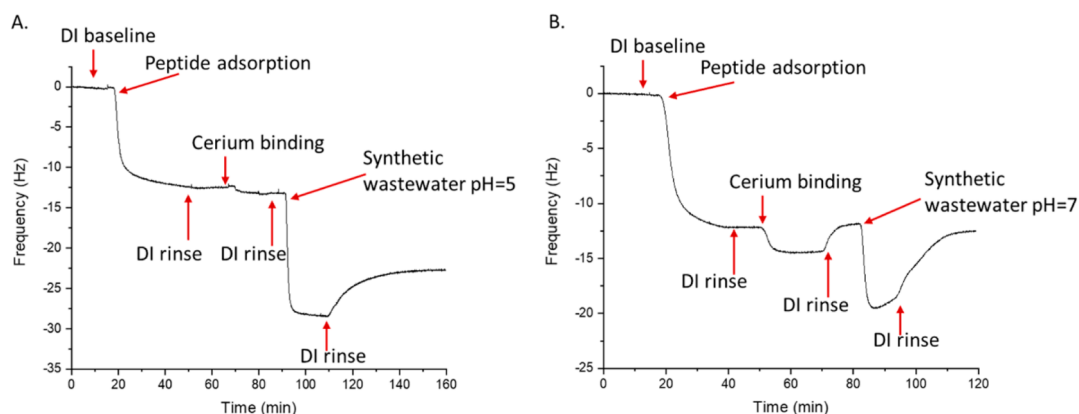 A.
DI baseline
Peptide adsorption
Cerium binding
Synthetic
wastewater pH=5
DI rinse
DI rinse
DI rinse
Frequency (Hz)
0
-5
-10
-15
-20
-25
-30
-35
0
20
40
60
80
100
120
140
160
Time (min)
B.
DI baseline
Peptide adsorption
Cerium binding
Synthetic
wastewater pH=7
DI rinse
DI rinse
DI rinse
Frequency (Hz)
0
-5
-10
-15
-20
-25
0
20
40
60
80
100
120
Time (min)